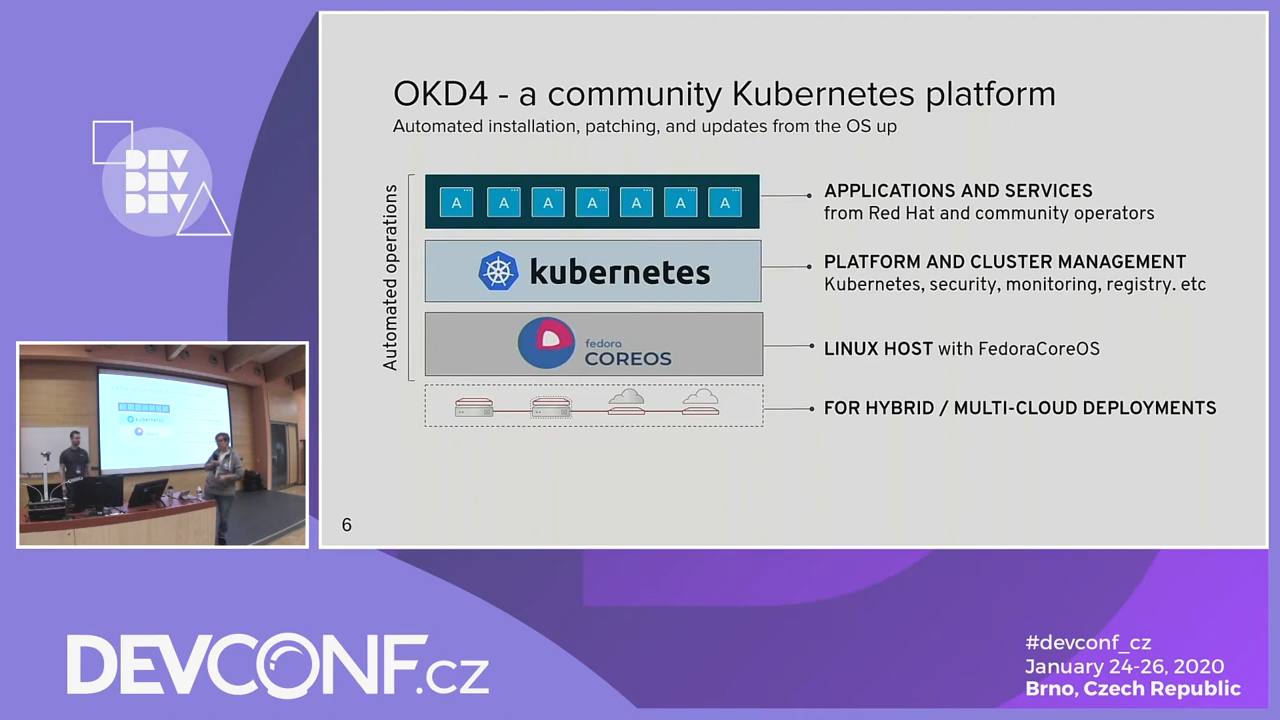 DEV
DEV
DEV
OKD4 - a community Kubernetes platform
Automated installation, patching, and updates from the OS up
Automated operations
A A A A A A A
APPLICATIONS AND SERVICES
from Red Hat and community operators
kubernetes
PLATFORM AND CLUSTER MANAGEMENT
Kubernetes, security, monitoring, registry. etc
fedora
COREOS
LINUX HOST with FedoraCoreOS
FOR HYBRID / MULTI-CLOUD DEPLOYMENTS
6
kubernetes
DEVCONF.cz
#devconf_cz
January 24-26, 2020
Brno, Czech Republic